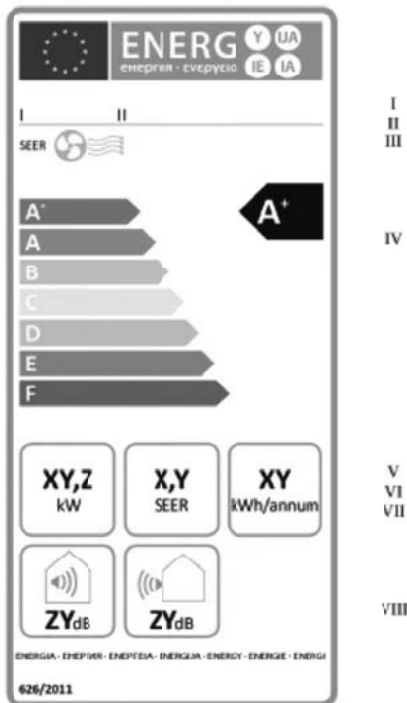 ENERG Y IJA
енергия · ενεργεια IE IA
I II
I
II
III
SEER
A+
A+
A
IV
B
C
D
E
F
XY,Z
kW
X,Y
SEER
XY
kWh/annum
V
VI
VII
ZYdB
ZYdB
VIII
ENERGIA - ЕНЕРГИЯ - ΕΝΕΡΓΕΙΑ - ENERGIJA - ENERGY - ENERGIE - ENERGI
626/2011